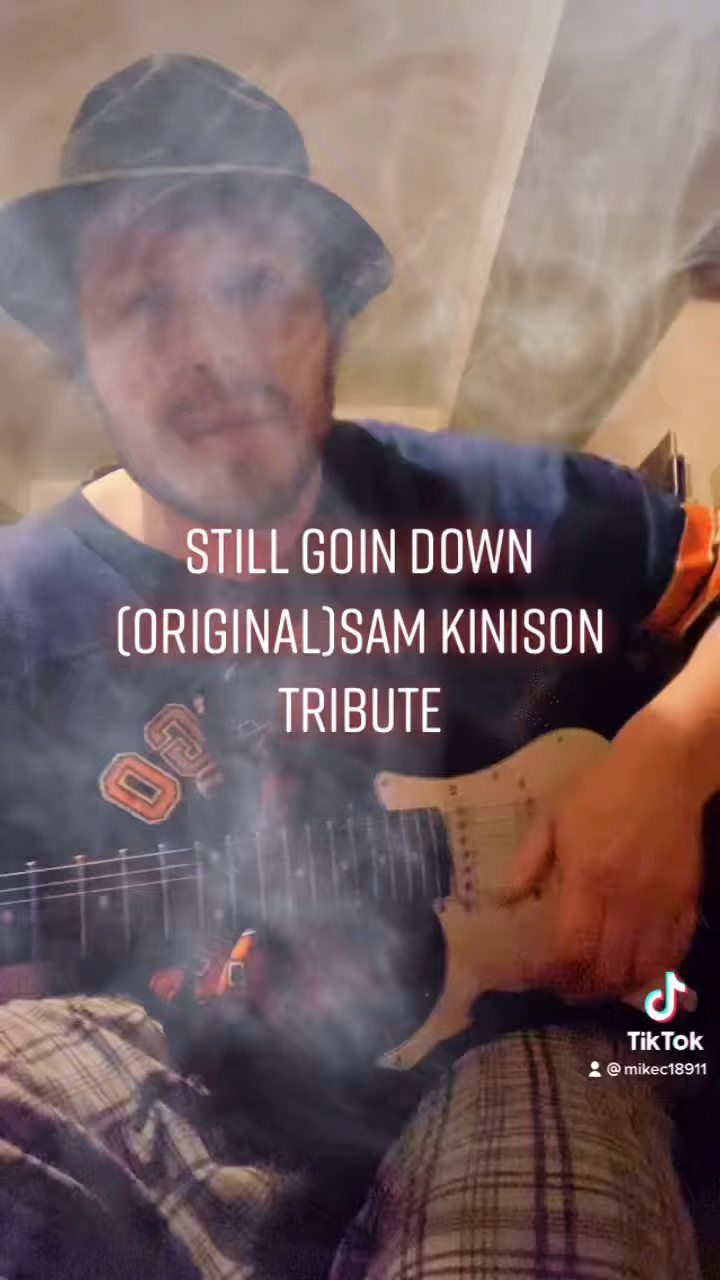 STILL GOIN DOWN
(ORIGINAL)SAM KINISON
TRIBUTE
TikTok
@mikec18911